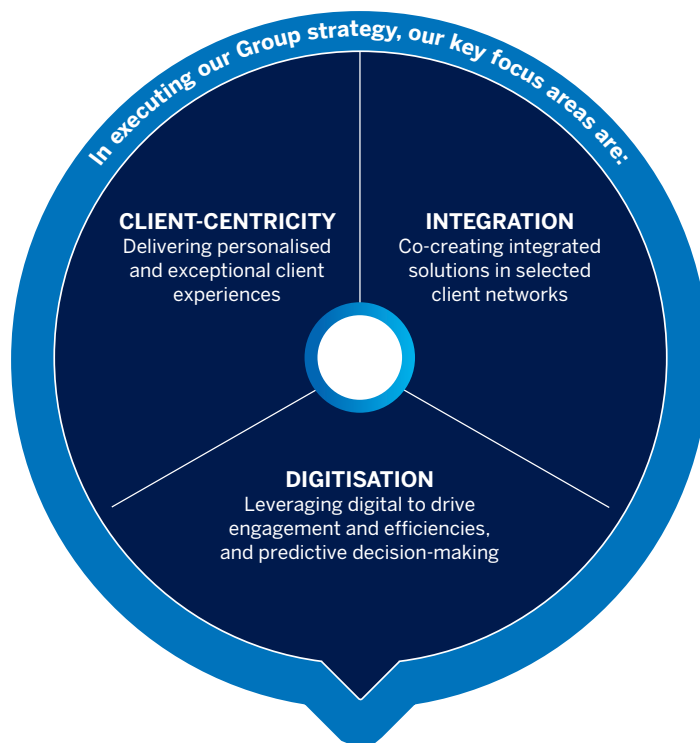 In executing our Group strategy, our key focus areas are:
CLIENT-CENTRICITY
Delivering personalised
and exceptional client
experiences
INTEGRATION
Co-creating integrated
solutions in selected
client networks
DIGITISATION
Leveraging digital to drive
engagement and efficiencies,
and predictive decision-making